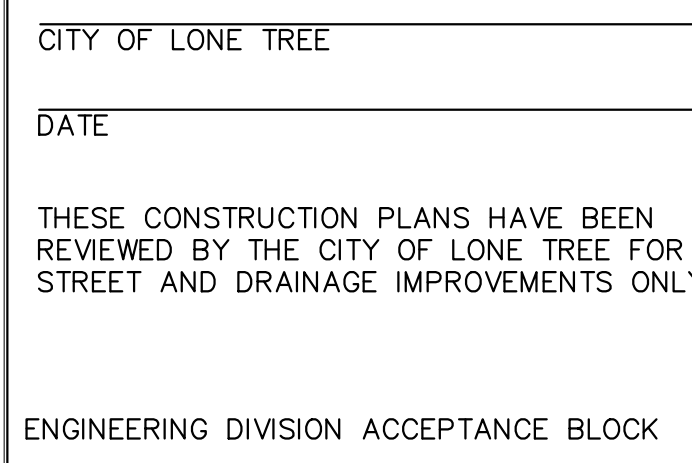 CITY OF LONE TREE
DATE
THESE CONSTRUCTION PLANS HAVE BEEN
REVIEWED BY THE CITY OF LONE TREE FOR
STREET AND DRAINAGE IMPROVEMENTS ONLY
ENGINEERING DIVISION ACCEPTANCE BLOCK